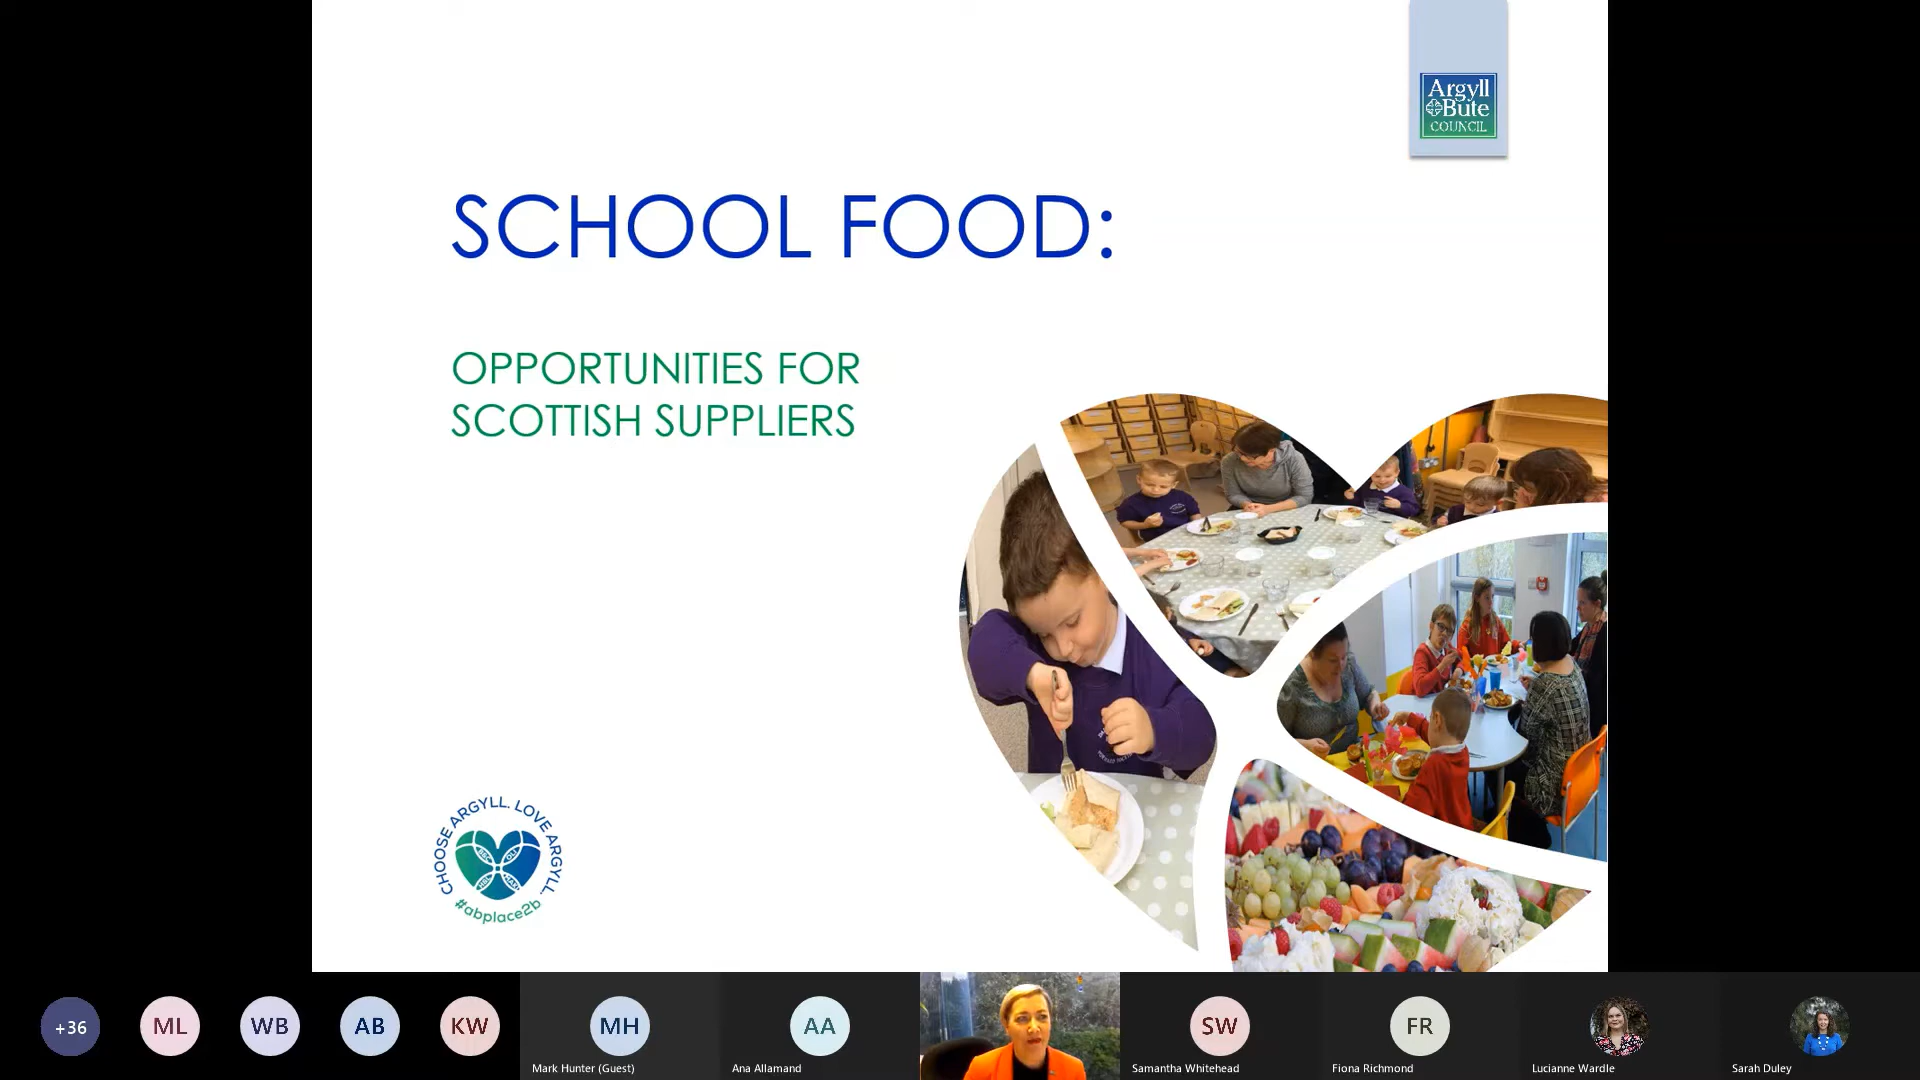 Argyll
Bute
COUNCIL
SCHOOL FOOD:
OPPORTUNITIES FOR
SCOTTISH SUPPLIERS
CHOOSE ARGYLL. LOVE ARGYLL.
#abplace2b
+36
ML
WB
AB
KW
MH
Mark Hunter (Guest)
AA
Ana Allamand
SW
Samantha Whitehead
FR
Fiona Richmond
Lucianne Wardle
Sarah Duley